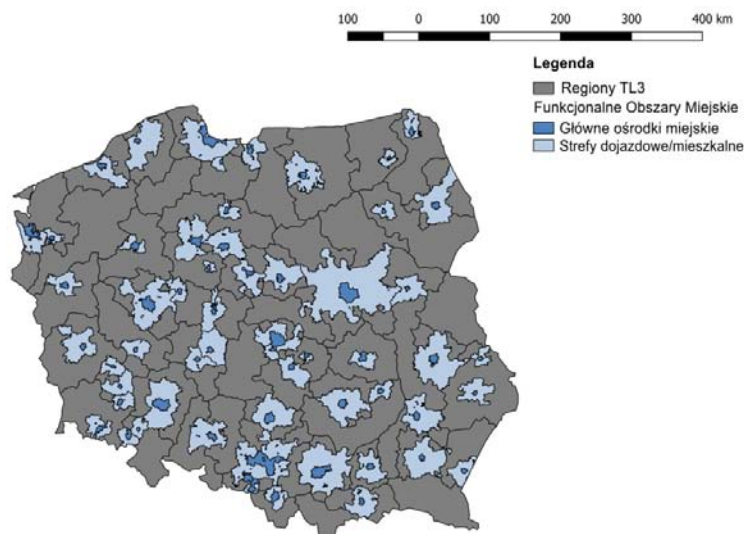 100 0 100 200 300 400 km
Legenda
Regiony TL3
Funkcjonalne Obszary Miejskie
Główne ośrodki miejskie
Strefy dojazdowe/mieszkalne